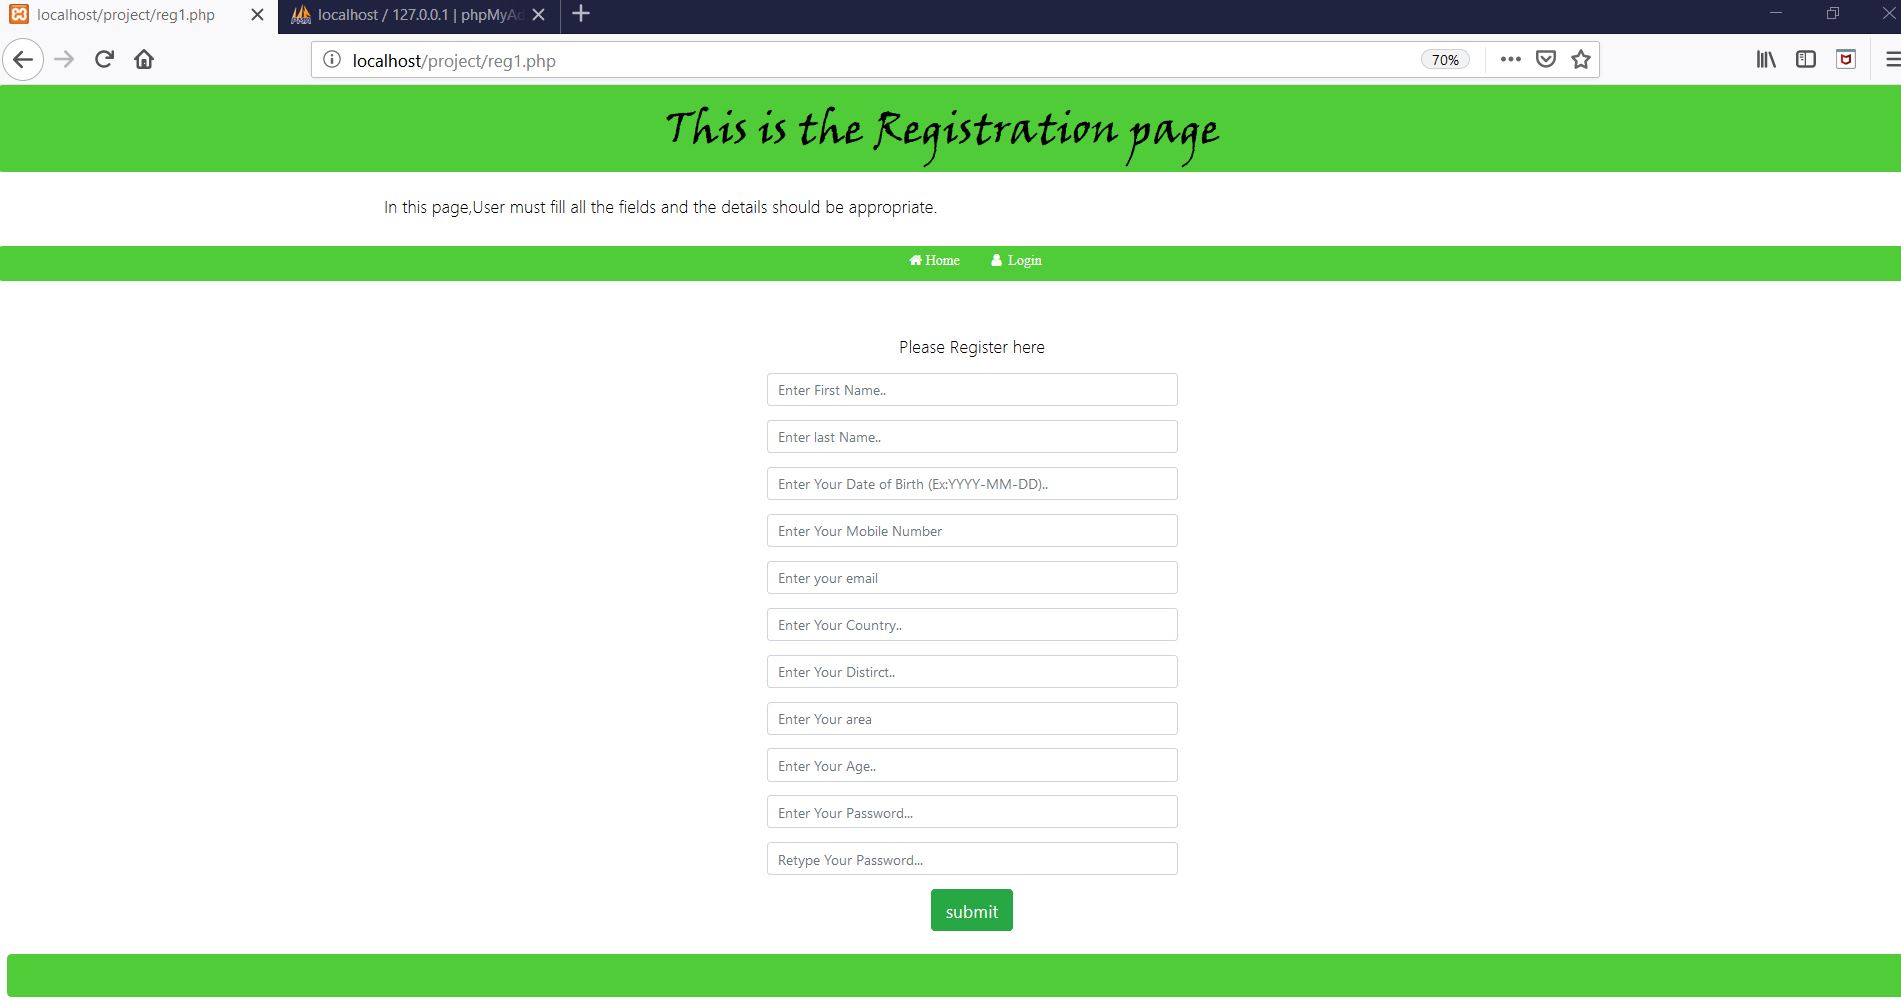 localhost/project/reg1.php
localhost / 127.0.0.1 | phpMyAd
localhost/project/reg1.php
70%
This is the Registration page
In this page,User must fill all the fields and the details should be appropriate.
Home
Login
Please Register here
Enter First Name..
Enter last Name..
Enter Your Date of Birth (Ex:YYYY-MM-DD)..
Enter Your Mobile Number
Enter your email
Enter Your Country..
Enter Your Distirct..
Enter Your area
Enter Your Age..
Enter Your Password...
Retype Your Password...
submit